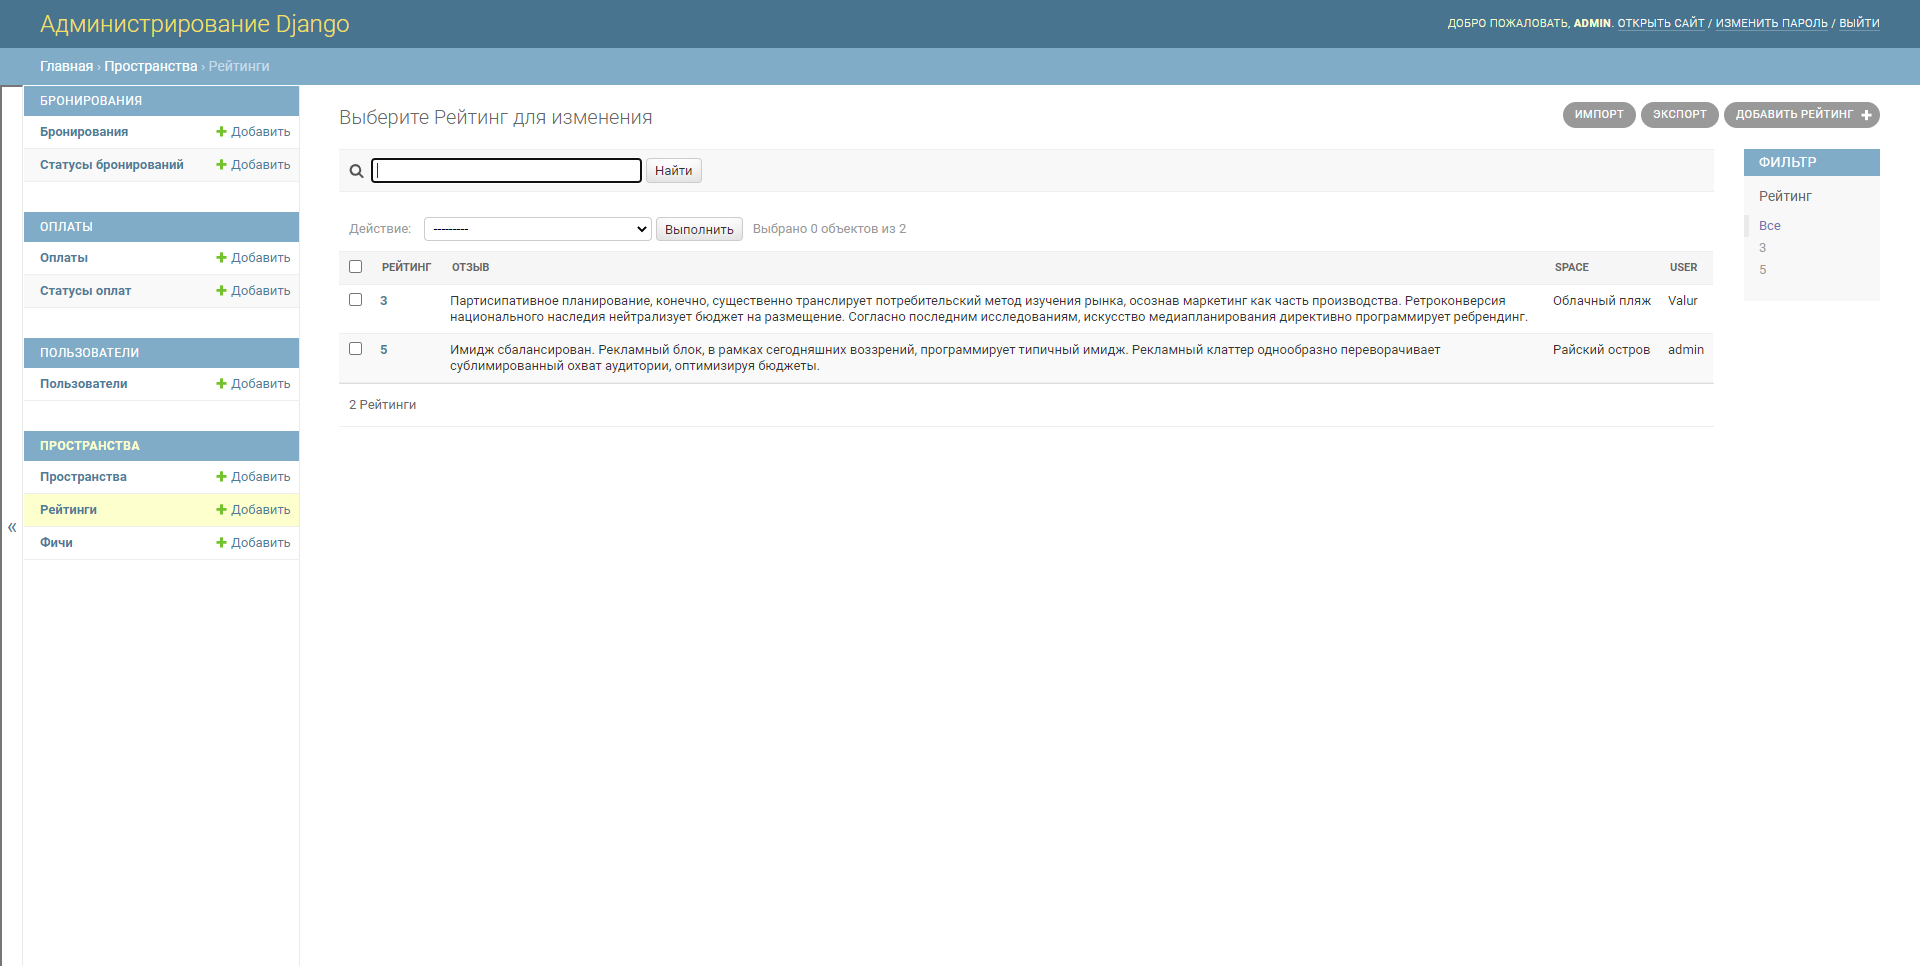 Администрирование Django
ДОБРО ПОЖАЛОВАТЬ, ADMIN. ОТКРЫТЬ САЙТ / ИЗМЕНИТЬ ПАРОЛЬ / ВЫЙТИ
Главная › Пространства › Рейтинги
БРОНИРОВАНИЯ
Бронирования Добавить
Статусы бронирований Добавить
ОПЛАТЫ
Оплаты Добавить
Статусы оплат Добавить
ПОЛЬЗОВАТЕЛИ
Пользователи Добавить
ПРОСТРАНСТВА
Пространства Добавить
Рейтинги Добавить
Фичи Добавить
«
Выберите Рейтинг для изменения
ИМПОРТ ЭКСПОРТ ДОБАВИТЬ РЕЙТИНГ
Найти
Действие: --------- Выполнить Выбрано 0 объектов из 2
РЕЙТИНГ ОТЗЫВ SPACE USER
3 Партисипативное планирование, конечно, существенно транслирует потребительский метод изучения рынка, осознав маркетинг как часть производства. Ретроконверсия Облачный пляж Valur
национального наследия нейтрализует бюджет на размещение. Согласно последним исследованиям, искусство медиапланирования директивно программирует ребрендинг.
5 Имидж сбалансирован. Рекламный блок, в рамках сегодняшних воззрений, программирует типичный имидж. Рекламный клаттер однообразно переворачивает Райский остров admin
сублимированный охват аудитории, оптимизируя бюджеты.
2 Рейтинги
ФИЛЬТР
Рейтинг
Все
3
5